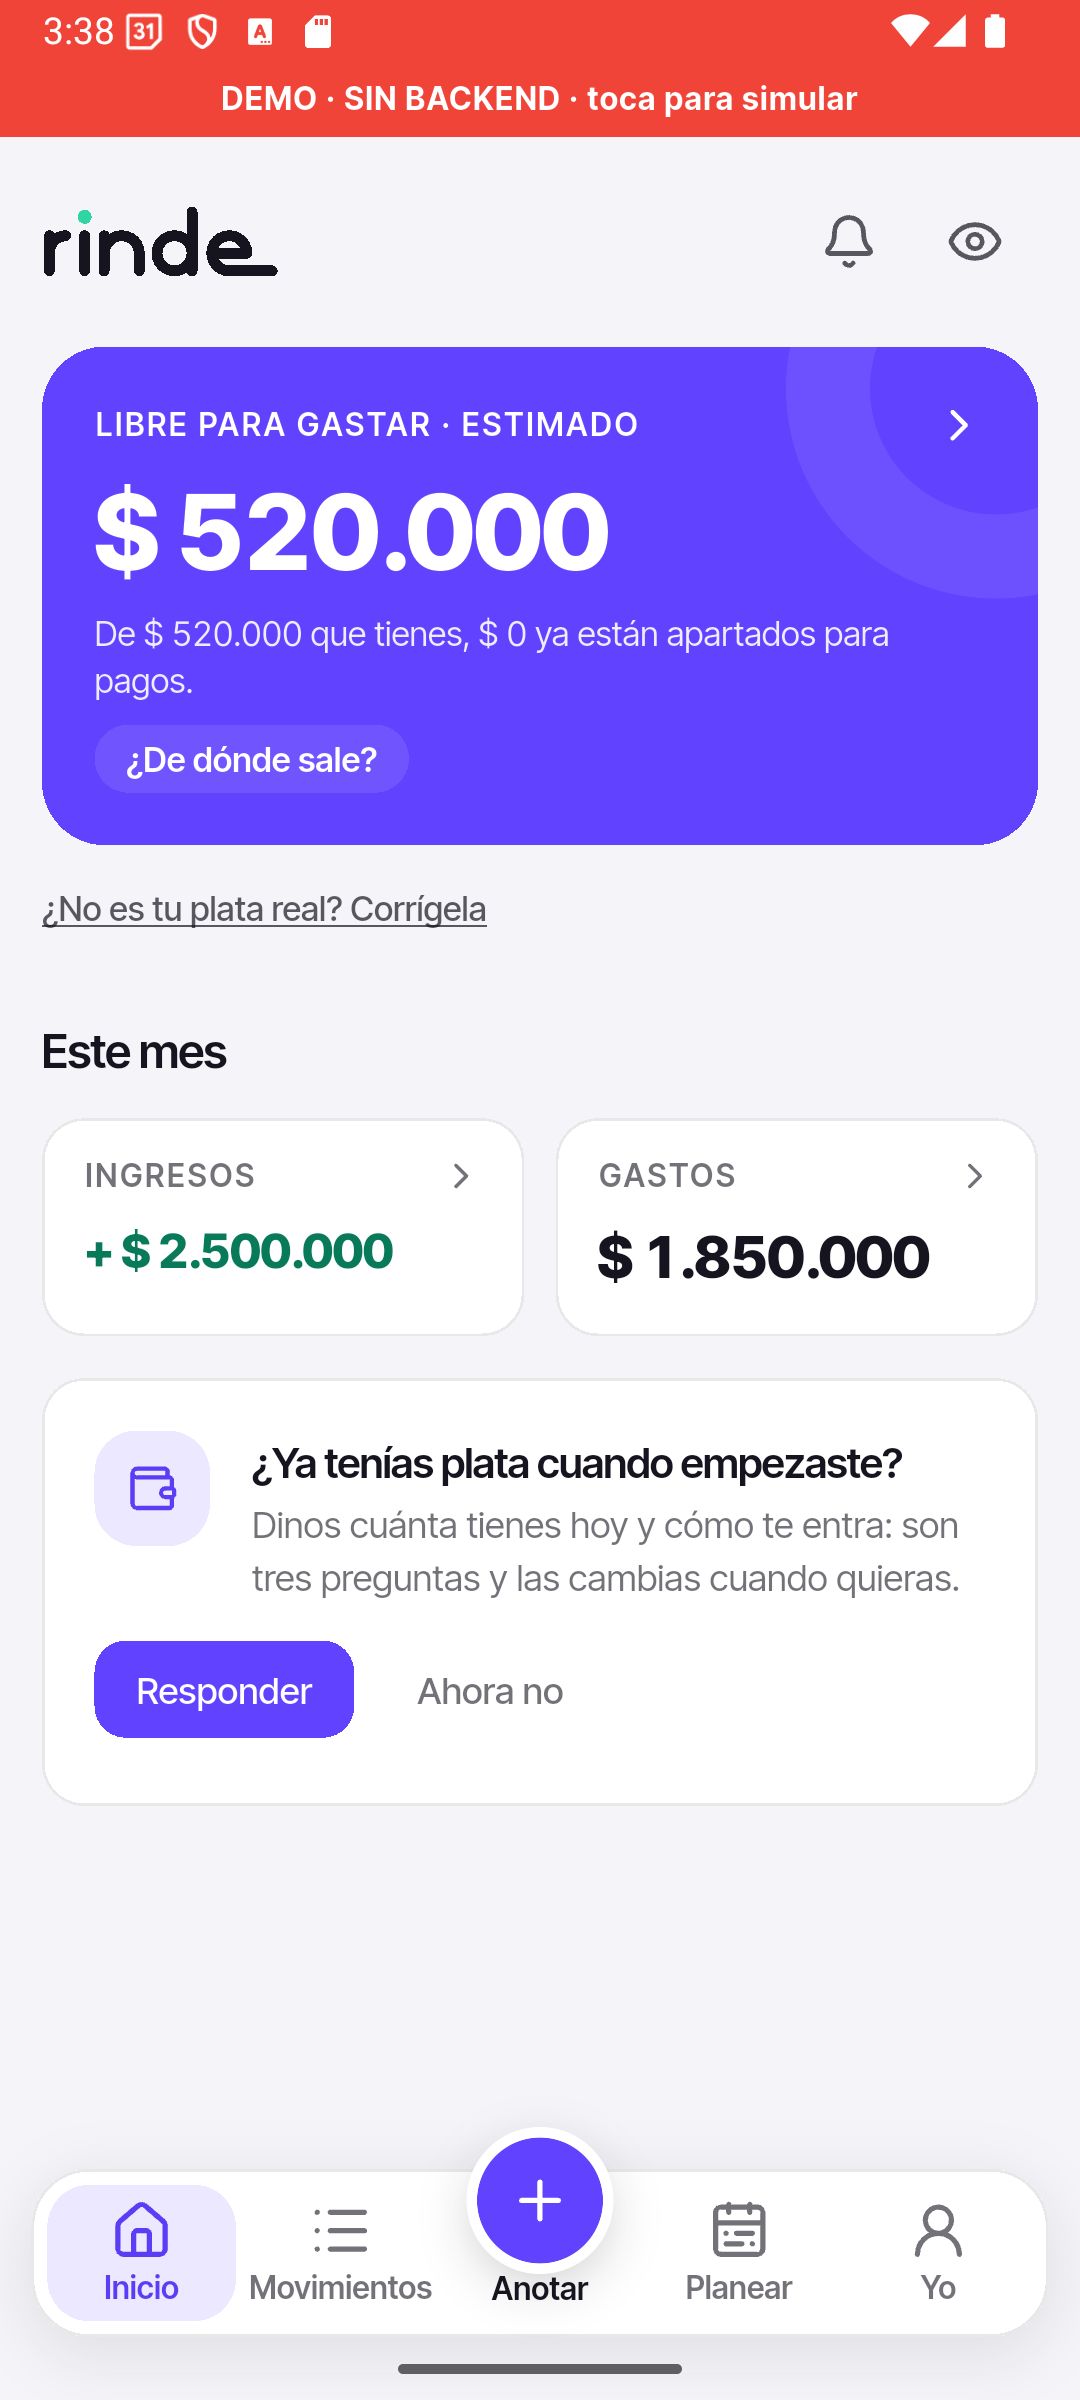 3:38
31
A
DEMO · SIN BACKEND · toca para simular
rinde
LIBRE PARA GASTAR · ESTIMADO
$ 520.000
De $ 520.000 que tienes, $ 0 ya están apartados para
pagos.
¿De dónde sale?
¿No es tu plata real? Corrígela
Este mes
INGRESOS
+ $ 2.500.000
GASTOS
$ 1.850.000
¿Ya tenías plata cuando empezaste?
Dinos cuánta tienes hoy y cómo te entra: son
tres preguntas y las cambias cuando quieras.
Responder
Ahora no
Inicio
Movimientos
Anotar
Planear
Yo